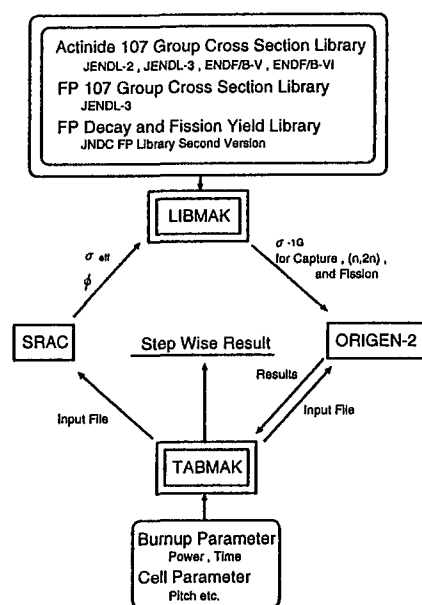 Actinide 107 Group Cross Section Library
JENDL-2 , JENDL-3 , ENDF/B-V , ENDF/B-VI
FP 107 Group Cross Section Library
JENDL-3
FP Decay and Fission Yield Library
JNDC FP Library Second Version
LIBMAK
σ eff
ϕ
σ -1G
for Capture , (n,2n) ,
and Fission
SRAC
Step Wise Result
ORIGEN-2
Results
Input File
Input File
TABMAK
Burnup Parameter
Power , Time
Cell Parameter
Pitch etc.